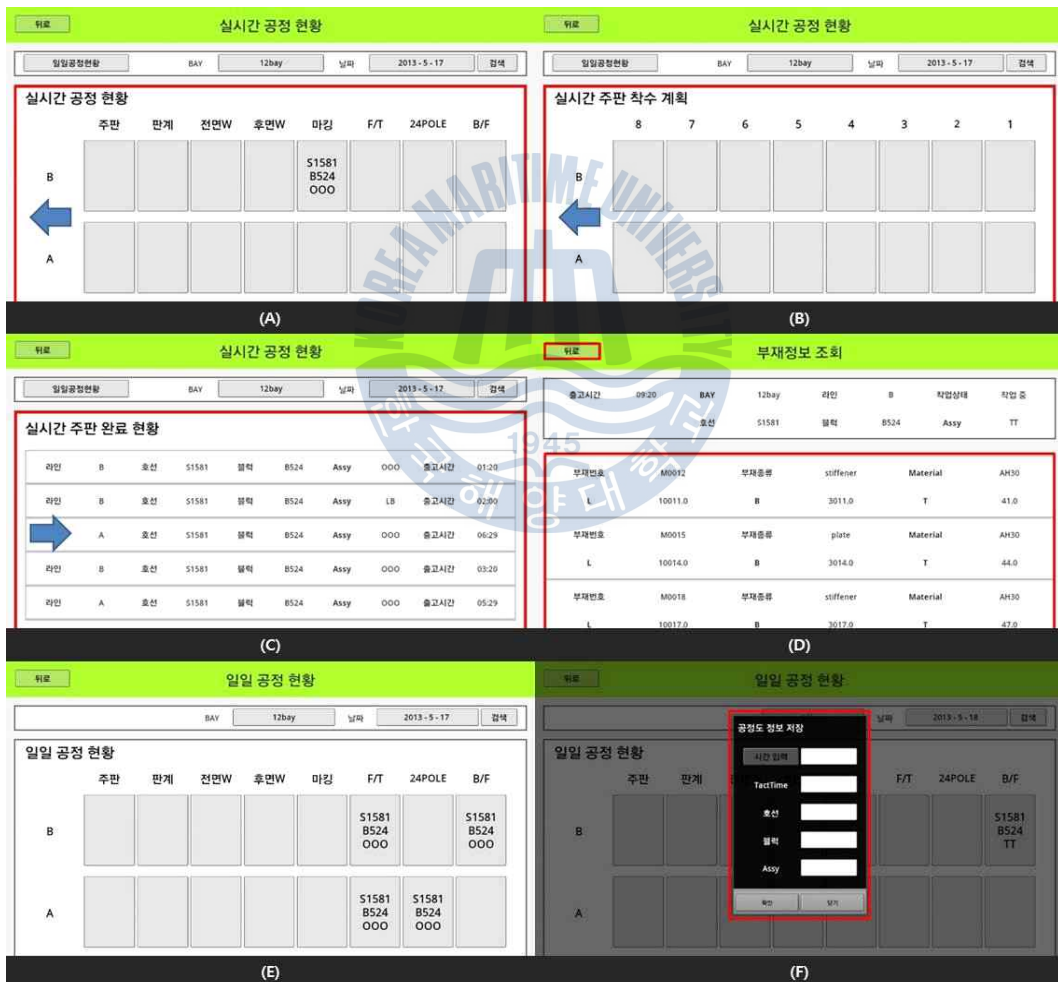 뒤로 실시간 공정 현황
일일공정현황 BAY 12bay 날짜 2013 - 5 - 17 검색
실시간 공정 현황
주판 판계 전면W 후면W 마킹 F/T 24POLE B/F
S1581
B B524
OOO
A
(A)
뒤로 실시간 공정 현황
일일공정현황 BAY 12bay 날짜 2013 - 5 - 17 검색
실시간 주판 착수 계획
8 7 6 5 4 3 2 1
B
A
(B)
뒤로 실시간 공정 현황
일일공정현황 BAY 12bay 날짜 2013 - 5 - 17 검색
실시간 주판 완료 현황
라인 B 호선 S1581 블럭 B524 Assy OOO 출고시간 01:20
라인 B 호선 S1581 블럭 B524 Assy LB 출고시간 02:00
A 호선 S1581 블럭 B524 Assy OOO 출고시간 06:29
라인 B 호선 S1581 블럭 B524 Assy OOO 출고시간 03:20
라인 A 호선 S1581 블럭 B524 Assy OOO 출고시간 05:29
(C)
뒤로 부재정보 조회
출고시간 09:20 BAY 12bay 라인 B 작업상태 작업 중
호선 S1581 블럭 B524 Assy TT
부재번호 M0012 부재종류 stiffener Material AH30
L 10011.0 B 3011.0 T 41.0
부재번호 M0015 부재종류 plate Material AH30
L 10014.0 B 3014.0 T 44.0
부재번호 M0018 부재종류 stiffener Material AH30
L 10017.0 B 3017.0 T 47.0
(D)
뒤로 일일 공정 현황
BAY 12bay 날짜 2013 - 5 - 17 검색
일일 공정 현황
주판 판계 전면W 후면W 마킹 F/T 24POLE B/F
S1581 S1581
B B524 B524
OOO OOO
S1581 S1581
A B524 B524
OOO OOO
(E)
뒤로 일일 공정 현황
날짜 2013 - 5 - 18 검색
일일 공정 현황
주판 판계 F/T 24POLE B/F
S1581
B B524
TT
A
공정도 정보 저장
시간 입력
TactTime
호선
블럭
Assy
확인 닫기
(F)
KOREA MARITIME UNIVERSITY
1945
한국해양대학교